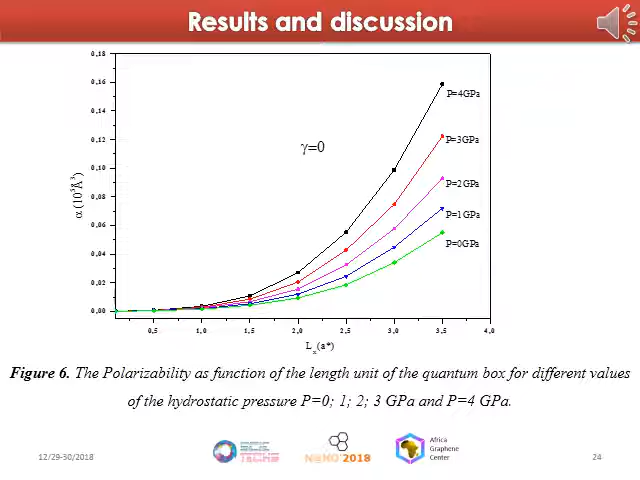 Results and discussion
0,18
0,16
0,14
0,12
0,10
0,08
0,06
0,04
0,02
0,00
α (10⁵Å³)
γ=0
P=4GPa
P=3GPa
P=2GPa
P=1GPa
P=0GPa
0,5 1,0 1,5 2,0 2,5 3,0 3,5 4,0
Lₓ(a*)
Figure 6. The Polarizability as function of the length unit of the quantum box for different values
of the hydrostatic pressure P=0; 1; 2; 3 GPa and P=4 GPa.
12/29-30/2018
2018
Africa
Graphene
Center
24